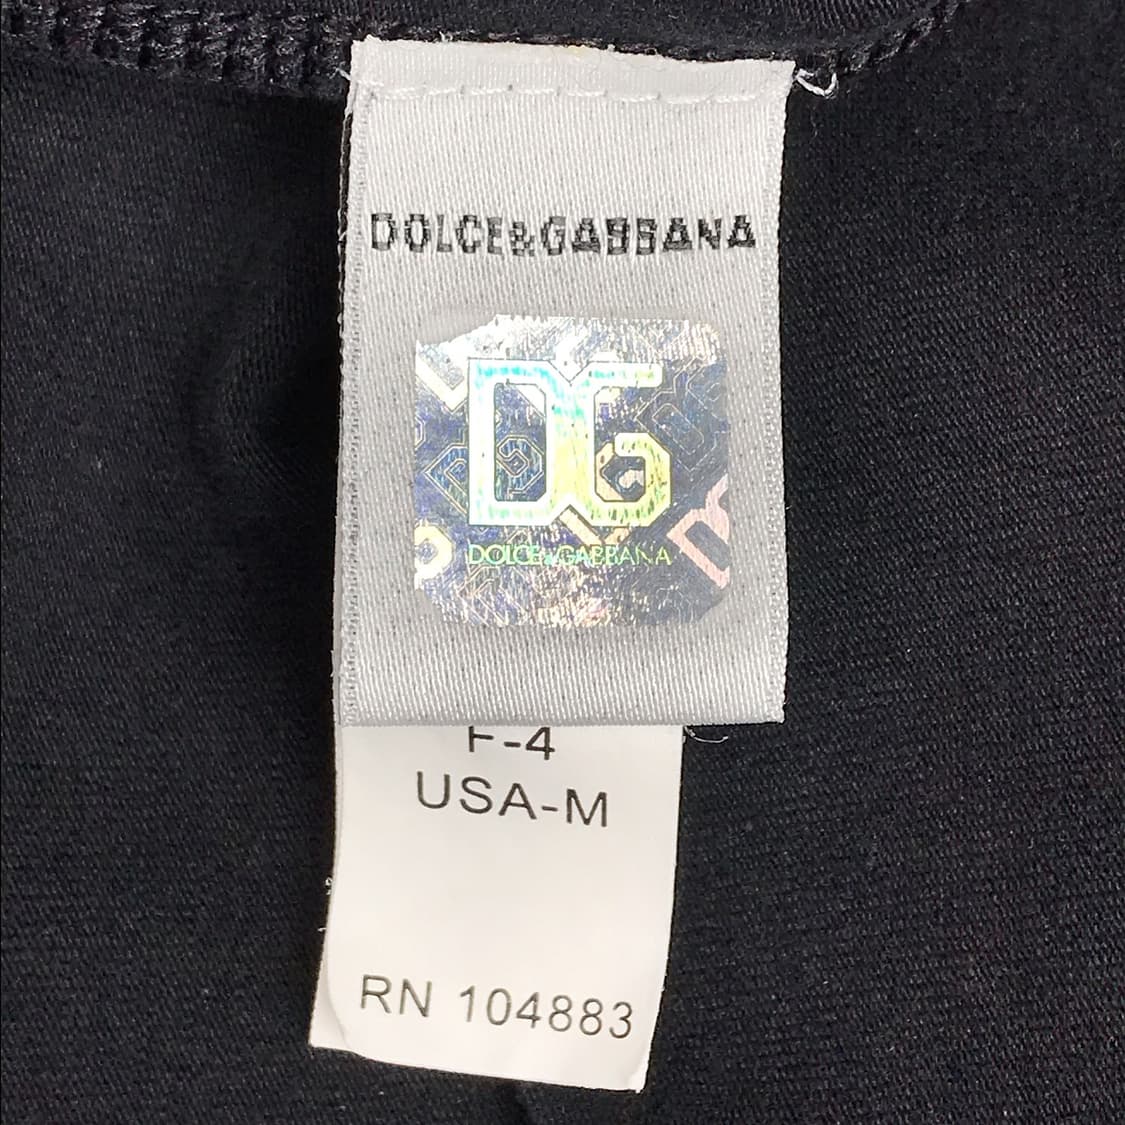 DOLCE&GABBANA
DG
DOLCE&GABBANA
F-4
USA-M
RN 104883